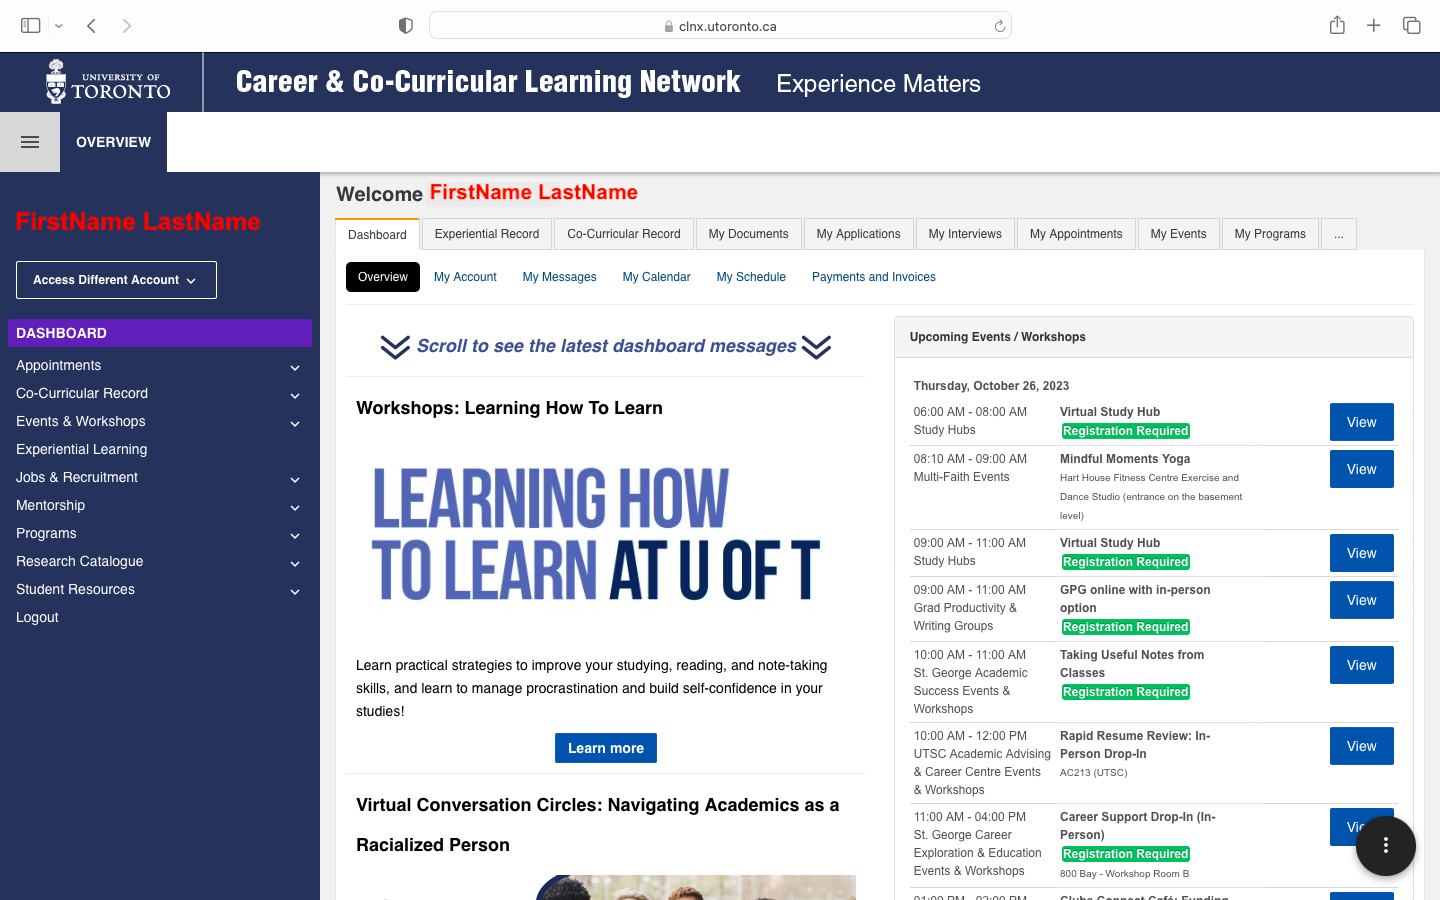 clnx.utoronto.ca
UNIVERSITY OF
TORONTO
Career & Co-Curricular Learning Network
Experience Matters
OVERVIEW
FirstName LastName
Access Different Account
DASHBOARD
Appointments
Co-Curricular Record
Events & Workshops
Experiential Learning
Jobs & Recruitment
Mentorship
Programs
Research Catalogue
Student Resources
Logout
Welcome FirstName LastName
Dashboard
Experiential Record
Co-Curricular Record
My Documents
My Applications
My Interviews
My Appointments
My Events
My Programs
...
Overview
My Account
My Messages
My Calendar
My Schedule
Payments and Invoices
Scroll to see the latest dashboard messages
Workshops: Learning How To Learn
LEARNING HOW
TO LEARN AT U OF T
Learn practical strategies to improve your studying, reading, and note-taking
skills, and learn to manage procrastination and build self-confidence in your
studies!
Learn more
Virtual Conversation Circles: Navigating Academics as a
Racialized Person
Upcoming Events / Workshops
Thursday, October 26, 2023
06:00 AM - 08:00 AM
Study Hubs
Virtual Study Hub
Registration Required
View
08:10 AM - 09:00 AM
Multi-Faith Events
Mindful Moments Yoga
Hart House Fitness Centre Exercise and
Dance Studio (entrance on the basement
level)
View
09:00 AM - 11:00 AM
Study Hubs
Virtual Study Hub
Registration Required
View
09:00 AM - 11:00 AM
Grad Productivity &
Writing Groups
GPG online with in-person
option
Registration Required
View
10:00 AM - 11:00 AM
St. George Academic
Success Events &
Workshops
Taking Useful Notes from
Classes
Registration Required
View
10:00 AM - 12:00 PM
UTSC Academic Advising
& Career Centre Events
& Workshops
Rapid Resume Review: In-
Person Drop-In
AC213 (UTSC)
View
11:00 AM - 04:00 PM
St. George Career
Exploration & Education
Events & Workshops
Career Support Drop-In (In-
Person)
Registration Required
800 Bay - Workshop Room B
View
01:00 PM - 03:00 PM
Clubs Connect Café: Funding